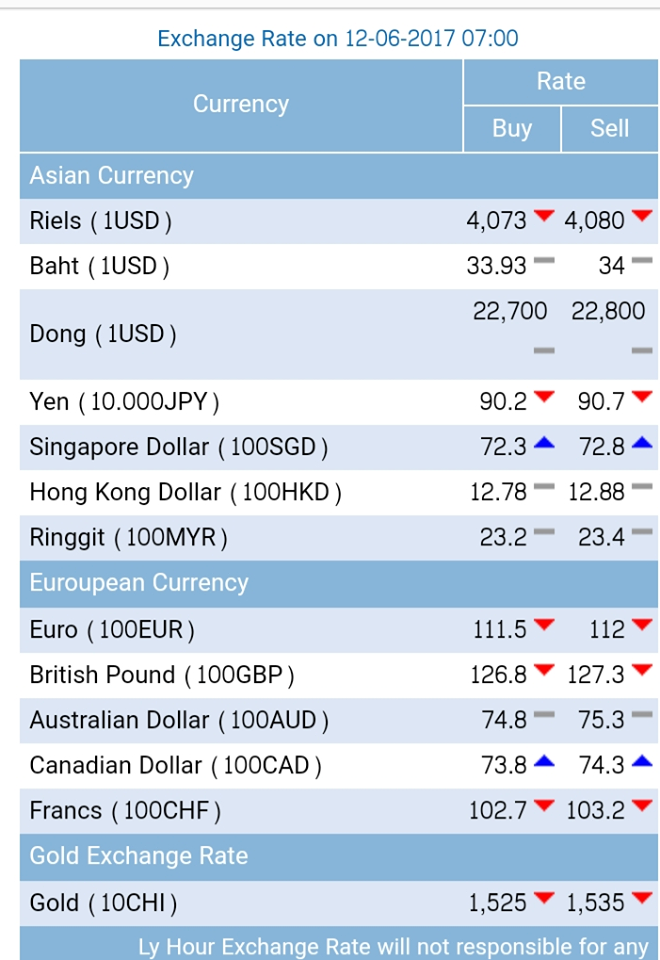 Exchange Rate on 12-06-2017 07:00
Currency
Rate
Buy Sell
Asian Currency
Riels (1USD) 4,073 4,080
Baht (1USD) 33.93 34
Dong (1USD) 22,700 22,800
Yen (10.000JPY) 90.2 90.7
Singapore Dollar (100SGD) 72.3 72.8
Hong Kong Dollar (100HKD) 12.78 12.88
Ringgit (100MYR) 23.2 23.4
Euroupean Currency
Euro (100EUR) 111.5 112
British Pound (100GBP) 126.8 127.3
Australian Dollar (100AUD) 74.8 75.3
Canadian Dollar (100CAD) 73.8 74.3
Francs (100CHF) 102.7 103.2
Gold Exchange Rate
Gold (10CHI) 1,525 1,535
Ly Hour Exchange Rate will not responsible for any